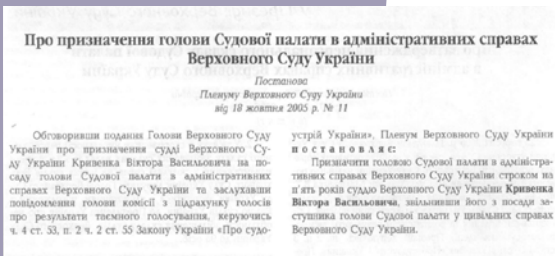 Про призначення голови Судової палати в адміністративних справах
Верховного Суду України
Постанова
Пленуму Верховного Суду України
від 18 жовтня 2005 р. № 11
Обговоривши подання Голови Верховного Суду
України про призначення судді Верховного Су-
ду України Кривенка Віктора Васильовича на по-
саду голови Судової палати в адміністративних
справах Верховного Суду України та заслухавши
повідомлення голови комісії з підрахунку голосів
про результати таємного голосування, керуючись
ч. 4 ст. 53, п. 2 ч. 2 ст. 55 Закону України «Про судо-
устрій України», Пленум Верховного Суду України
п о с т а н о в л я є:
Призначити головою Судової палати в адміністра-
тивних справах Верховного Суду України строком на
п'ять років суддю Верховного Суду України Кривенка
Віктора Васильовича, звільнивши його з посади за-
ступника голови Судової палати у цивільних справах
Верховного Суду України.